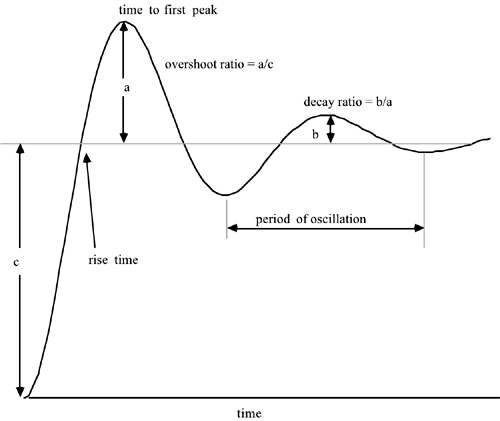 time to first peak
overshoot ratio = a/c
a
decay ratio = b/a
b
period of oscillation
c
rise time
time